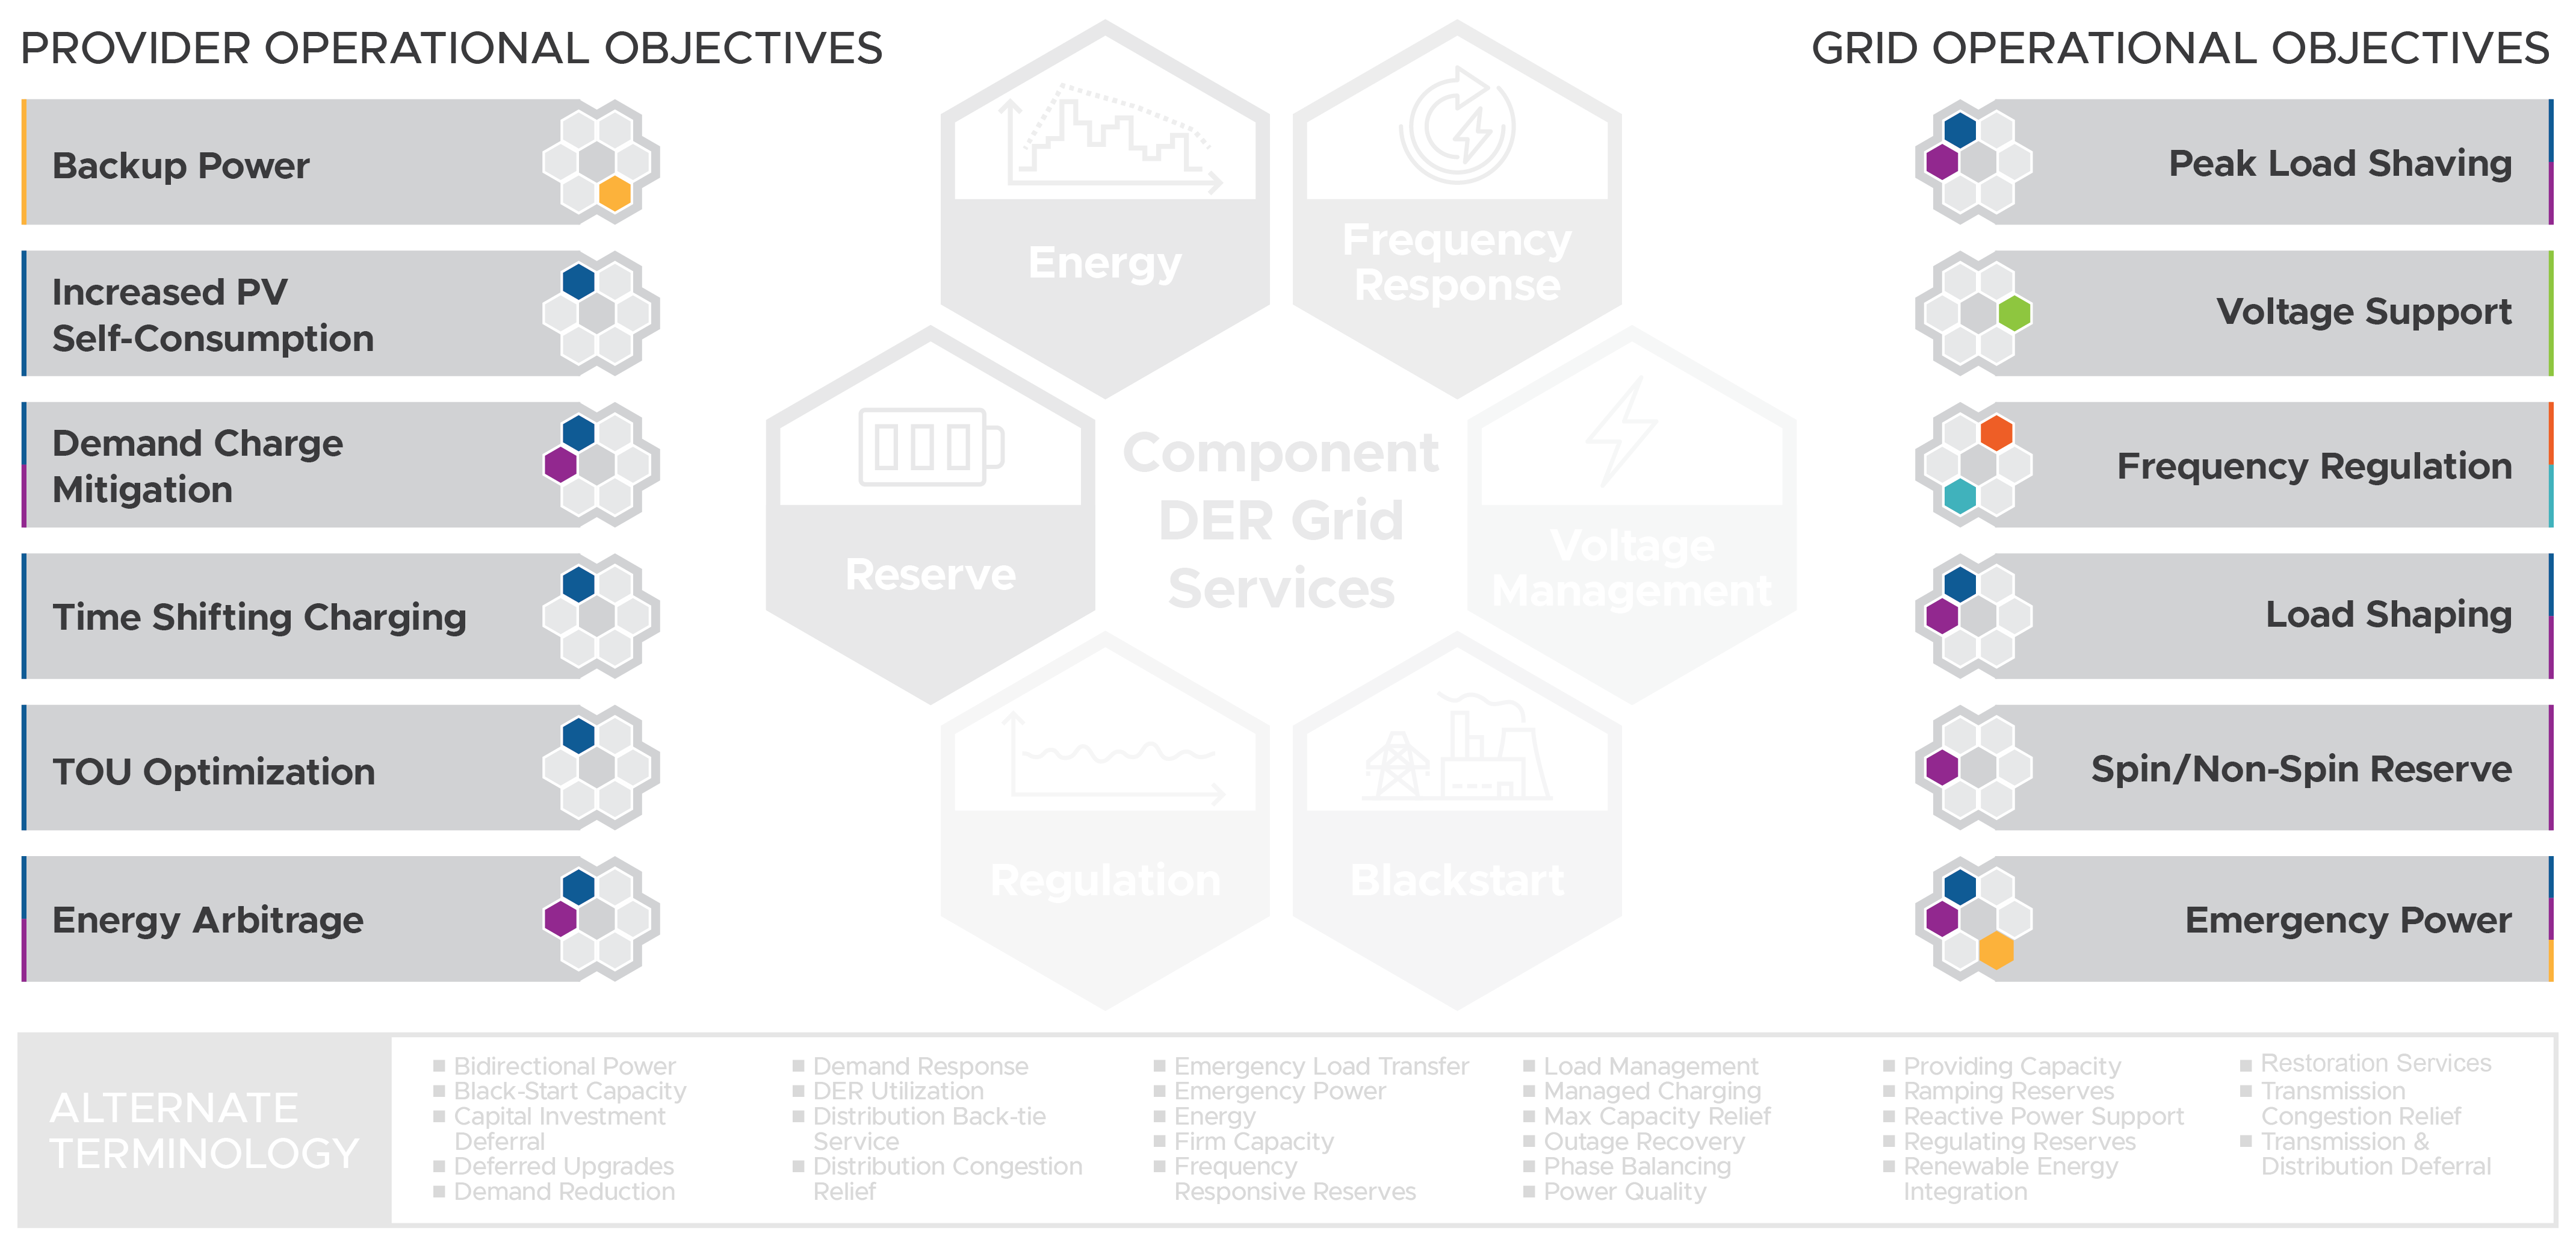 PROVIDER OPERATIONAL OBJECTIVES
Backup Power
Increased PV
Self-Consumption
Demand Charge
Mitigation
Time Shifting Charging
TOU Optimization
Energy Arbitrage
Energy
Frequency
Response
Reserve
Component
DER Grid
Services
Voltage
Management
Regulation
Blackstart
GRID OPERATIONAL OBJECTIVES
Peak Load Shaving
Voltage Support
Frequency Regulation
Load Shaping
Spin/Non-Spin Reserve
Emergency Power
ALTERNATE
TERMINOLOGY
Bidirectional Power
Black-Start Capacity
Capital Investment
Deferral
Deferred Upgrades
Demand Reduction
Demand Response
DER Utilization
Distribution Back-tie
Service
Distribution Congestion
Relief
Emergency Load Transfer
Emergency Power
Energy
Firm Capacity
Frequency
Responsive Reserves
Load Management
Managed Charging
Max Capacity Relief
Outage Recovery
Phase Balancing
Power Quality
Providing Capacity
Ramping Reserves
Reactive Power Support
Regulating Reserves
Renewable Energy
Integration
Restoration Services
Transmission
Congestion Relief
Transmission &
Distribution Deferral